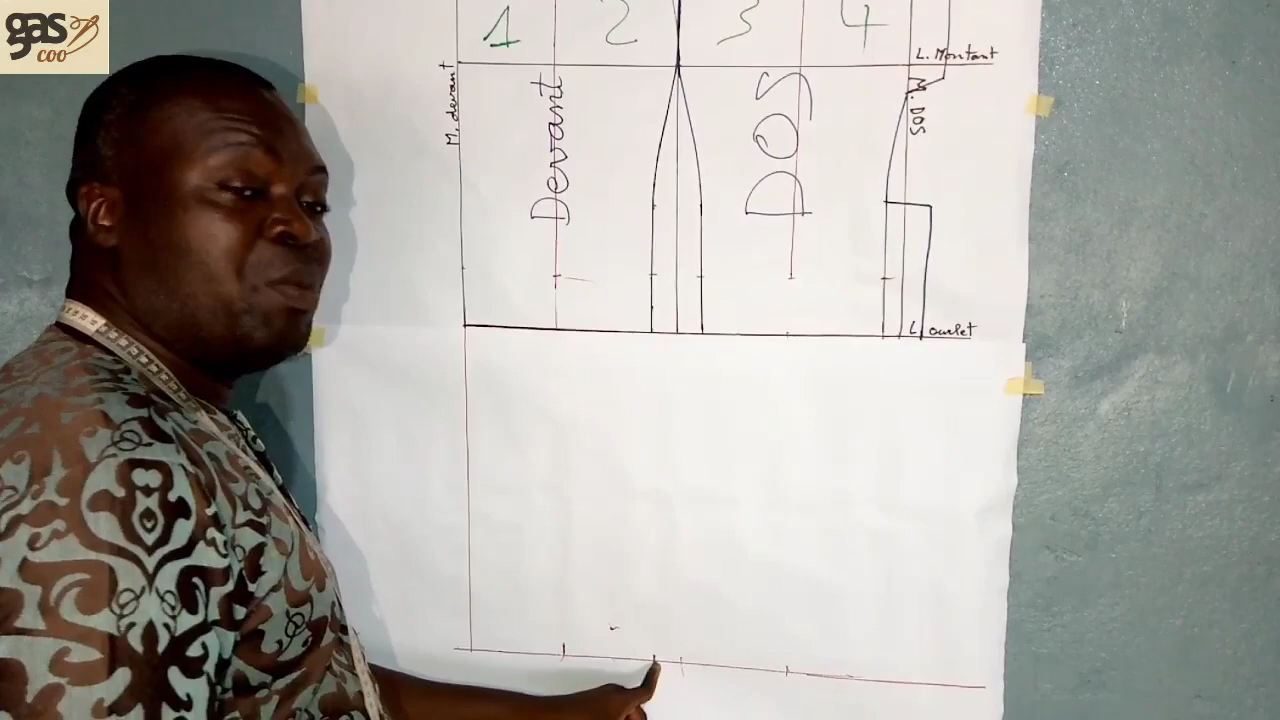 gas
coo
1 2 3 4
L. Montant
M. devant
Devant
DOS
M. DOS
L ourlet